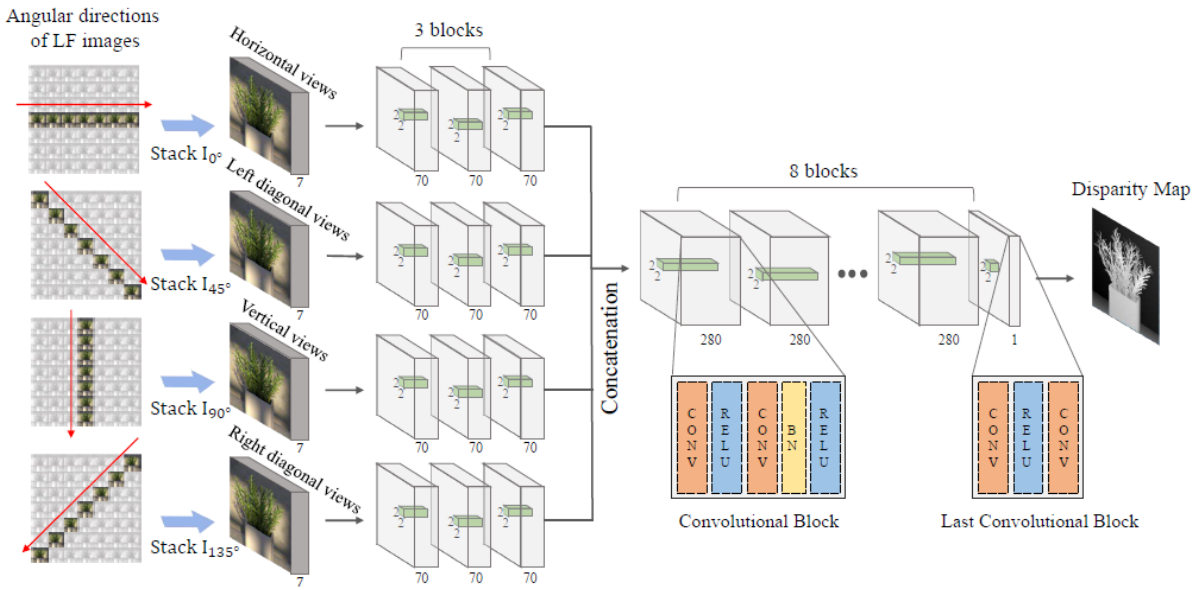 Angular directions
of LF images
Stack I0°
Horizontal views
7
3 blocks
2
2
2
2
2
2
70
70
70
Stack I45°
Left diagonal views
7
2
2
2
2
2
2
70
70
70
Stack I90°
Vertical views
7
2
2
2
2
2
2
70
70
70
Stack I135°
Right diagonal views
7
2
2
2
2
2
2
70
70
70
Concatenation
8 blocks
2
2
2
2
2
2
2
2
280
280
280
1
Disparity Map
CONV
RELU
CONV
BN
RELU
Convolutional Block
CONV
RELU
CONV
Last Convolutional Block